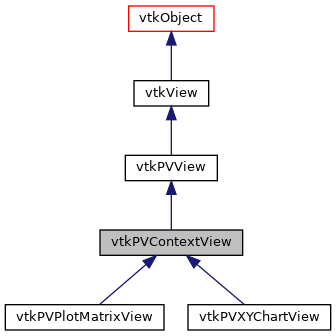 vtkObject
vtkView
vtkPVView
vtkPVContextView
vtkPVPlotMatrixView
vtkPVXYChartView